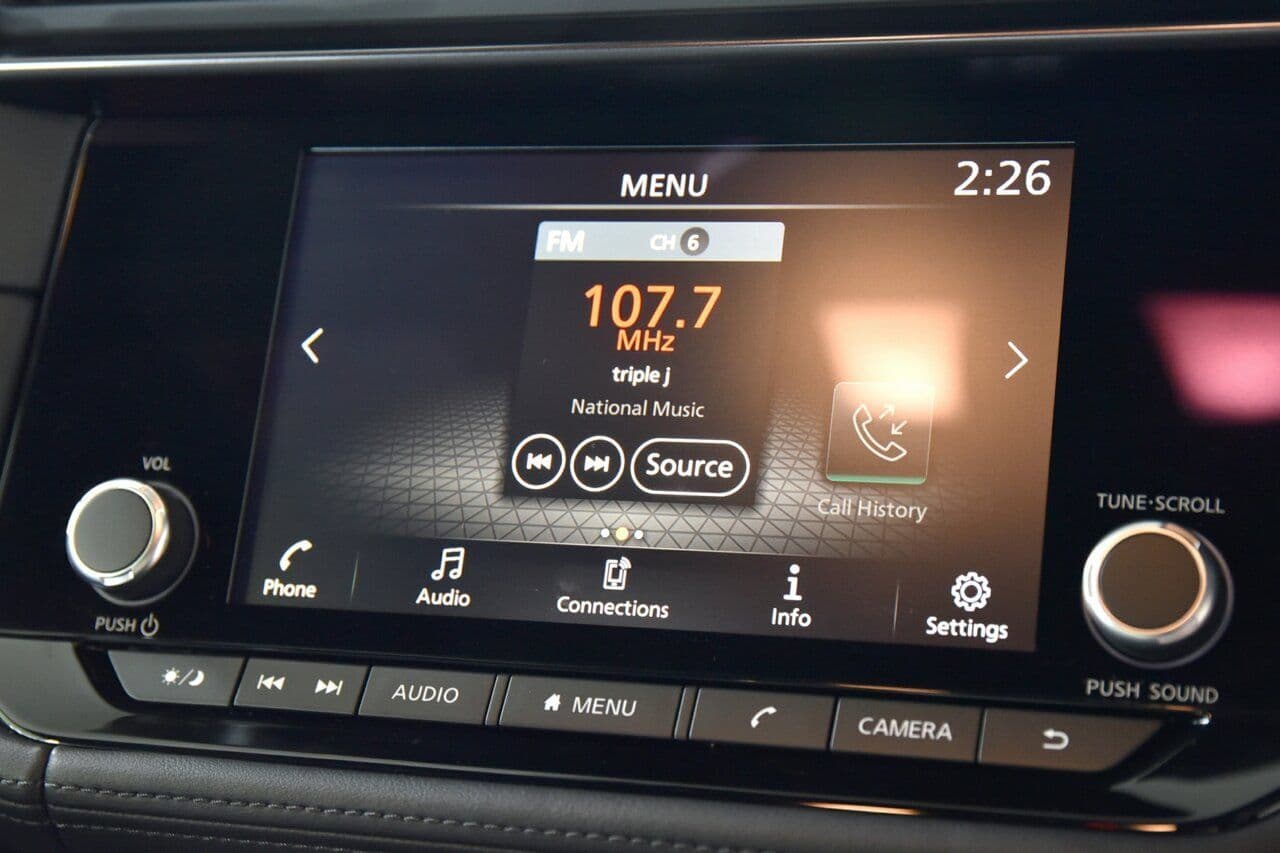 MENU
2:26
FM CH 6
107.7
MHz
triple j
National Music
Source
Call History
Phone
Audio
Connections
Info
Settings
VOL
PUSH
TUNE·SCROLL
PUSH SOUND
AUDIO
MENU
CAMERA